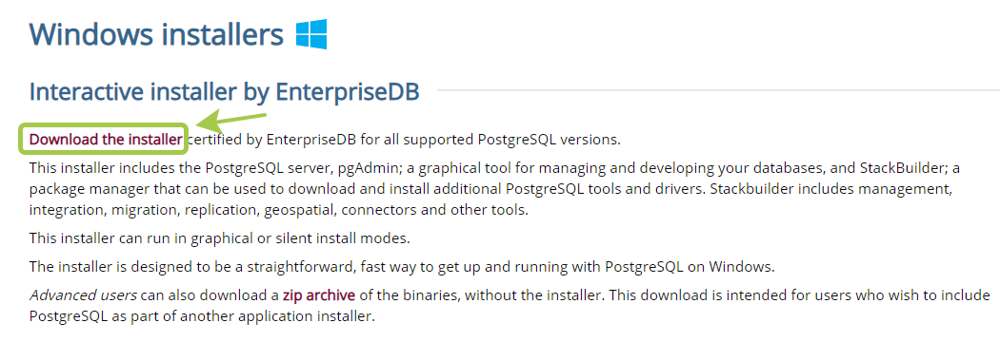 Windows installers
Interactive installer by EnterpriseDB
Download the installer certified by EnterpriseDB for all supported PostgreSQL versions.
This installer includes the PostgreSQL server, pgAdmin; a graphical tool for managing and developing your databases, and StackBuilder; a
package manager that can be used to download and install additional PostgreSQL tools and drivers. Stackbuilder includes management,
integration, migration, replication, geospatial, connectors and other tools.
This installer can run in graphical or silent install modes.
The installer is designed to be a straightforward, fast way to get up and running with PostgreSQL on Windows.
Advanced users can also download a zip archive of the binaries, without the installer. This download is intended for users who wish to include
PostgreSQL as part of another application installer.